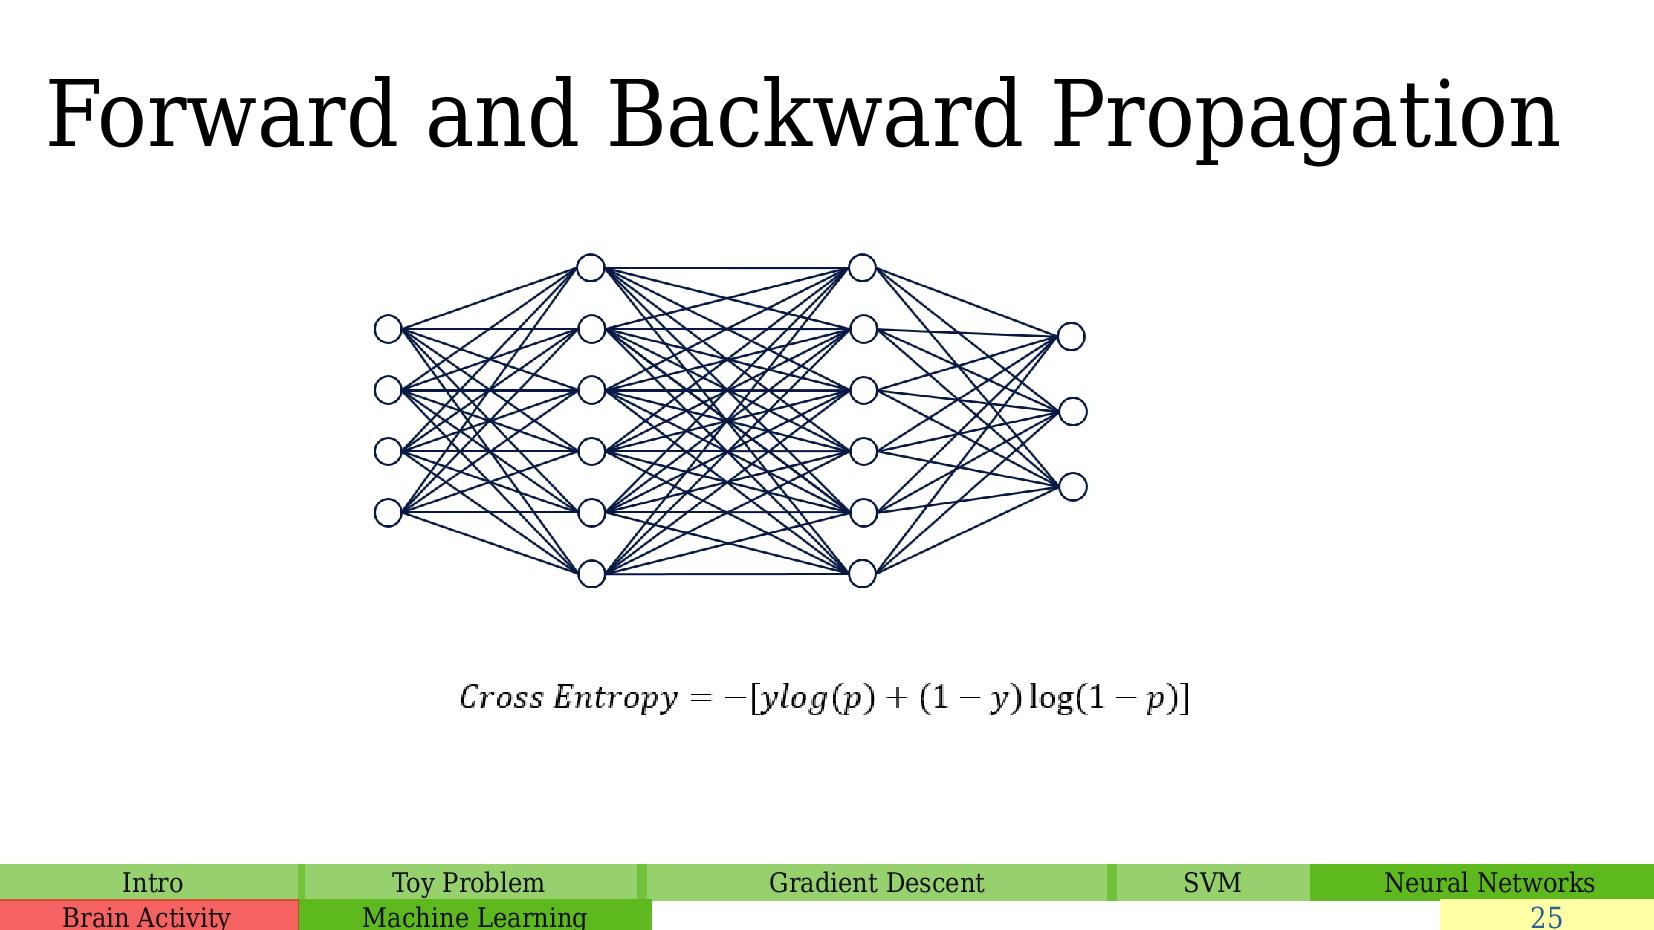 Forward and Backward Propagation
Cross Entropy = −[ylog(p) + (1 − y) log(1 − p)]
Intro Toy Problem Gradient Descent SVM Neural Networks
Brain Activity Machine Learning 25